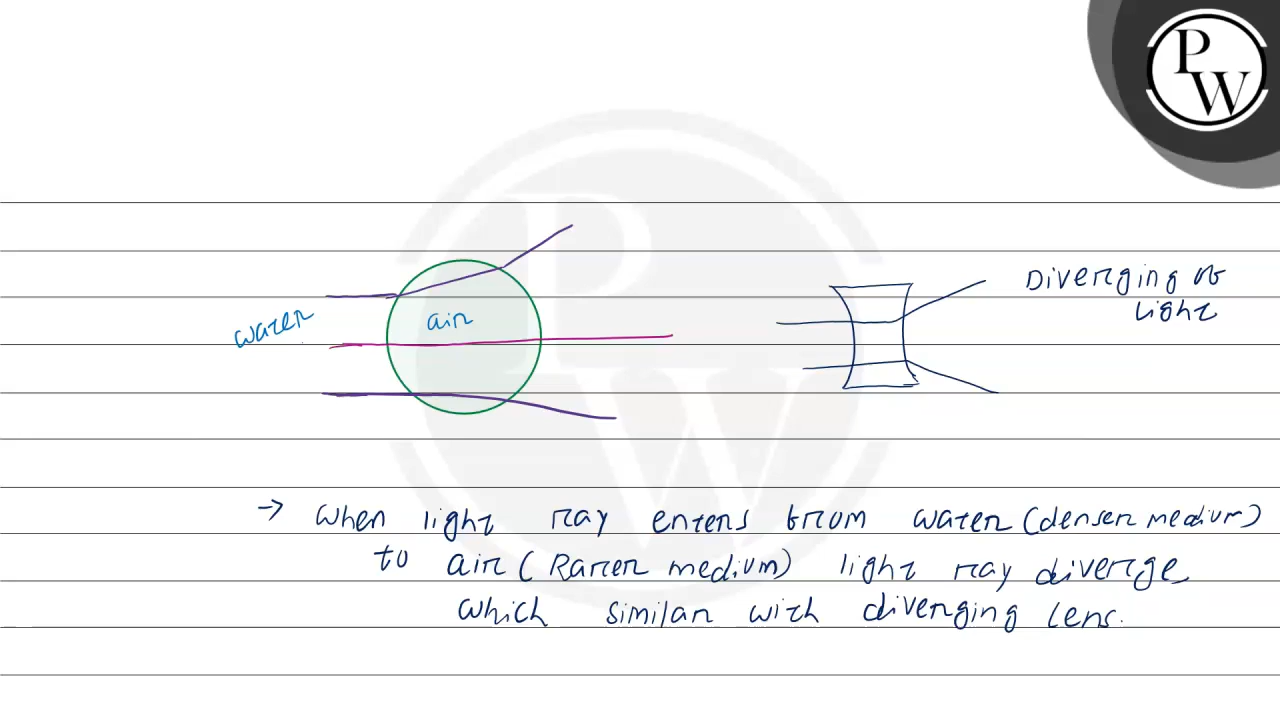 PW
water
air
Diverging of
light
→ When light ray enters from water (denser medium)
to air (Rarer medium) light ray diverge
which similar with diverging lens.